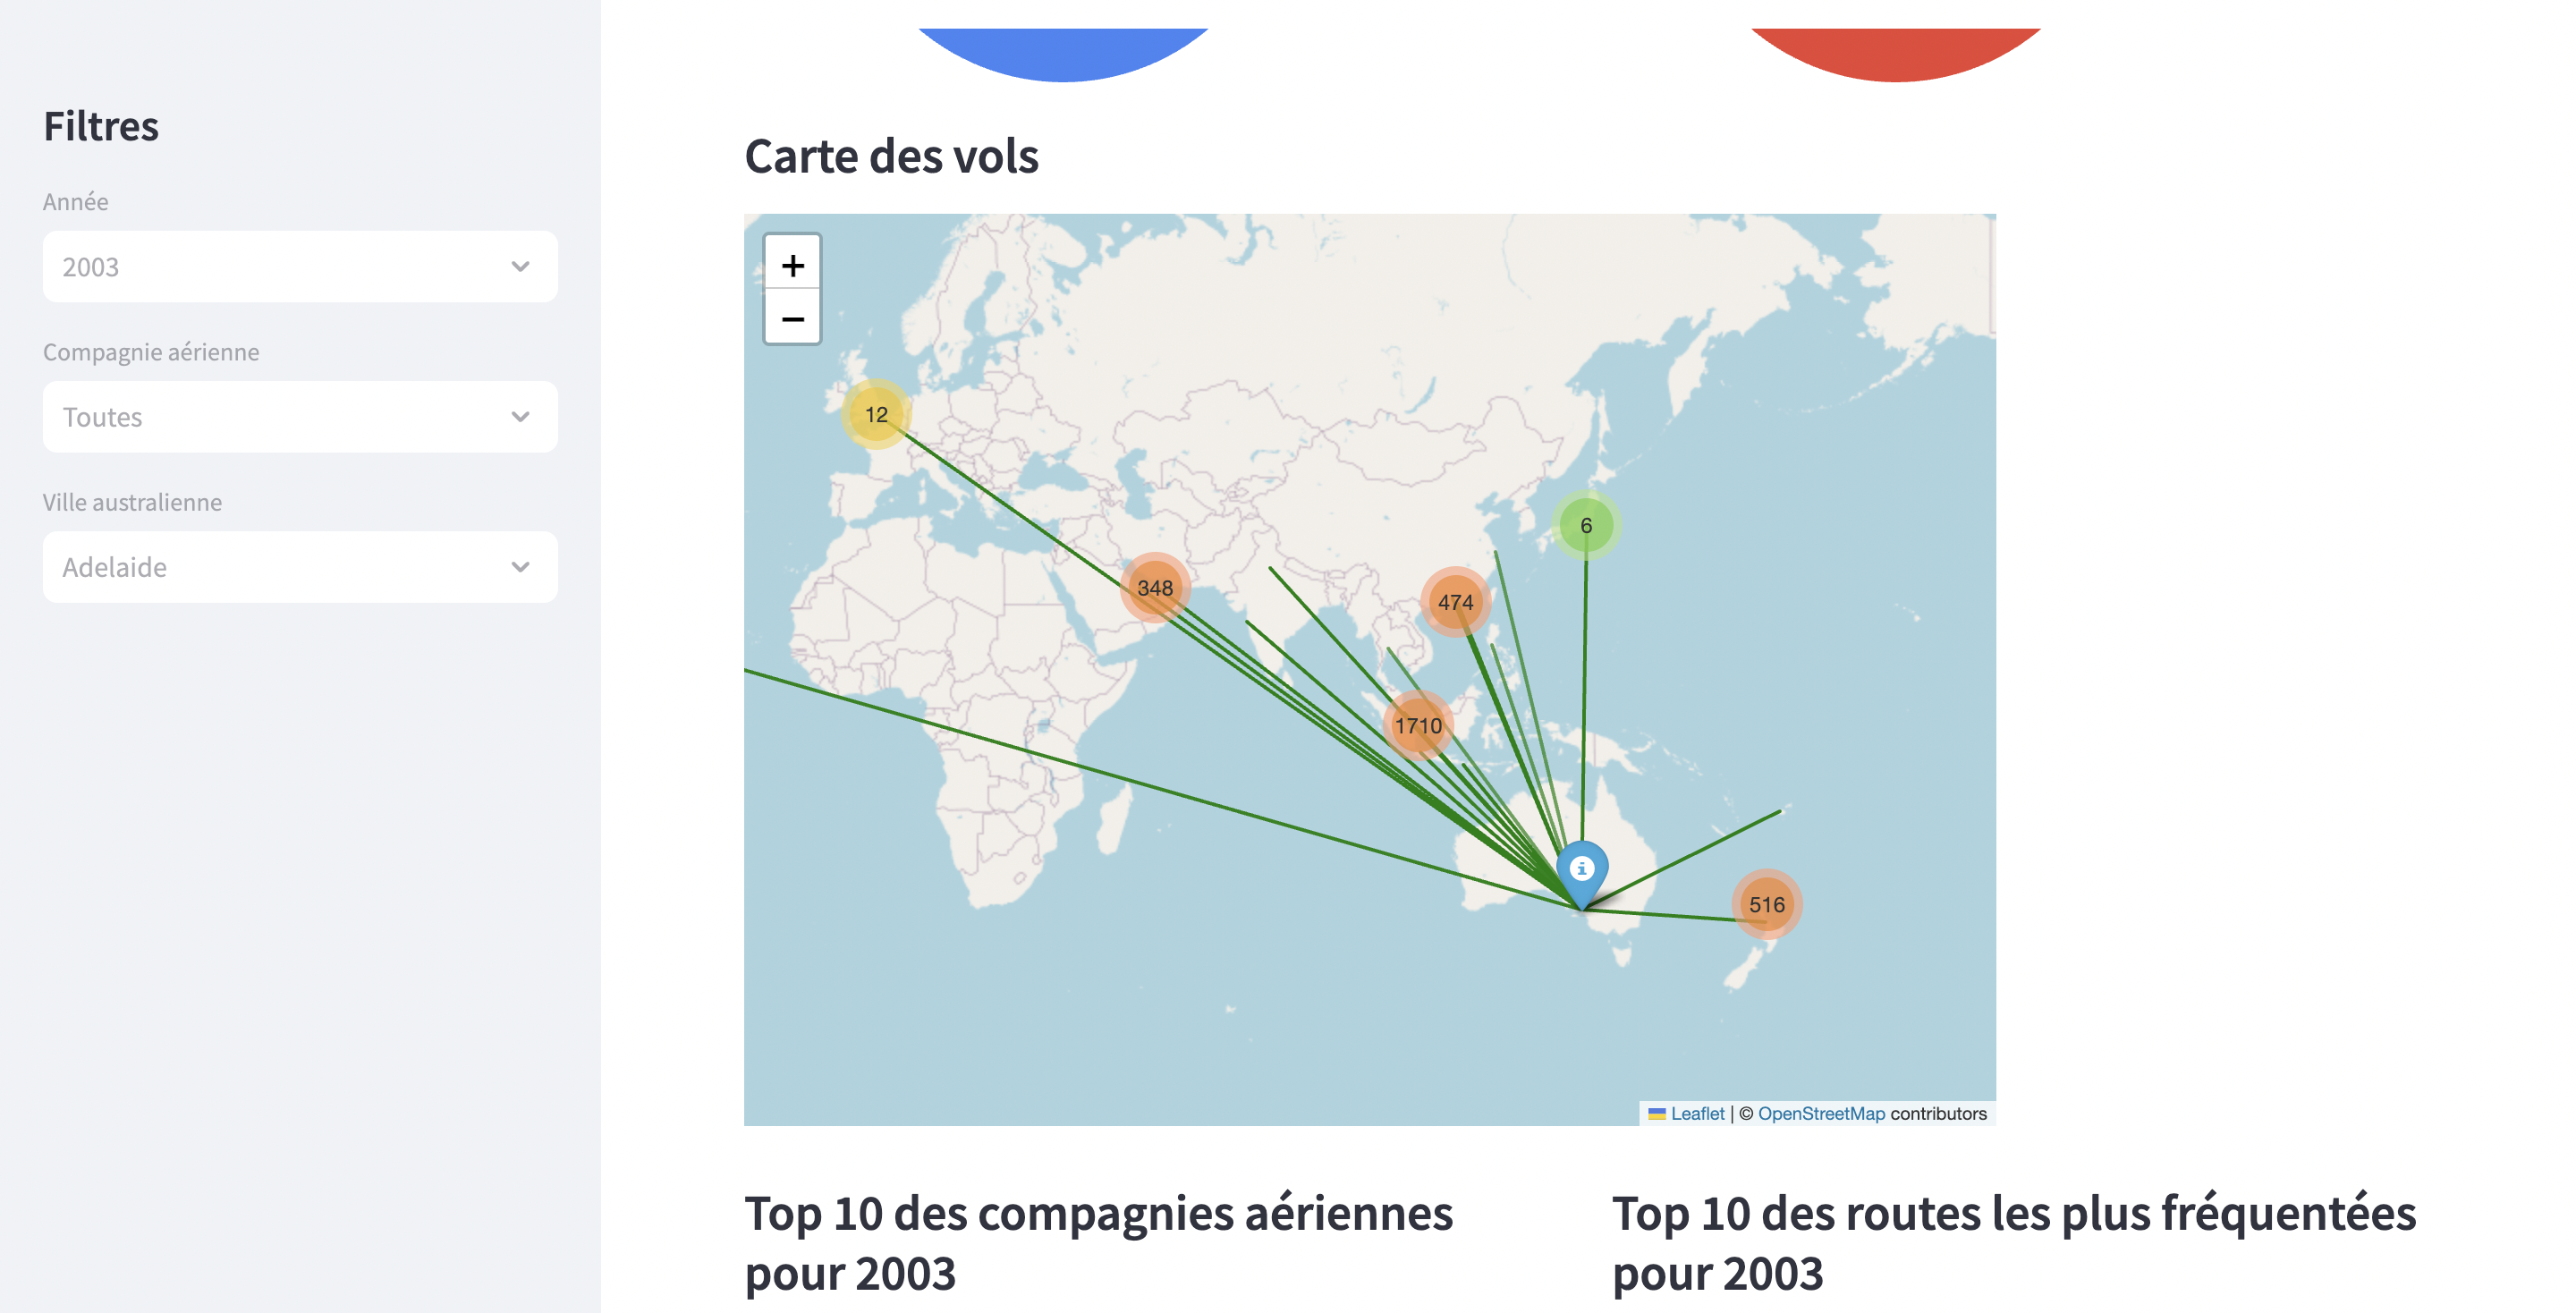 Filtres
Année
2003
Compagnie aérienne
Toutes
Ville australienne
Adelaide
Carte des vols
+
−
12
6
348
474
1710
516
Leaflet | © OpenStreetMap contributors
Top 10 des compagnies aériennes
pour 2003
Top 10 des routes les plus fréquentées
pour 2003